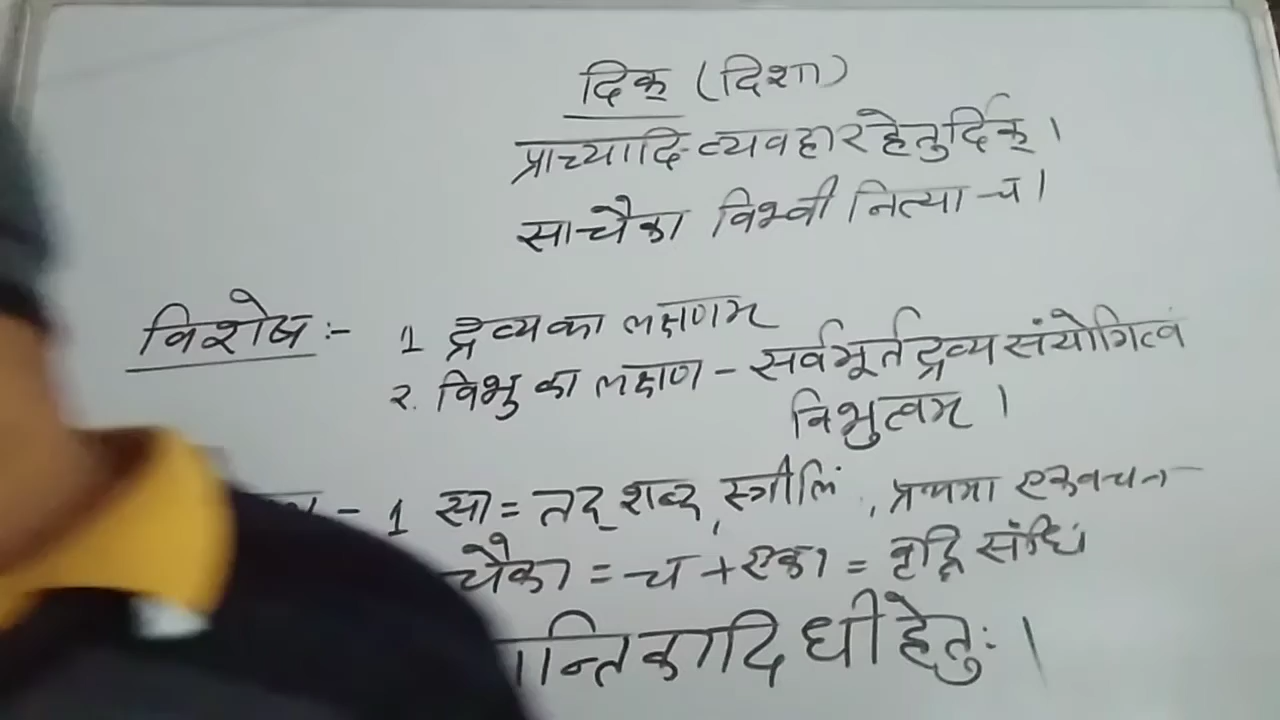 दिक् (दिशा)
प्राच्यादि-व्यवहारहेतुर्दिक् ।
साचैका विभ्वी नित्या च ।
विशेष :- 1 द्रव्य का लक्षणम्
२. विभु का लक्षण - सर्वमूर्तद्रव्यसंयोगित्वं
विभुत्वम् ।
- 1 सा = तद् शब्द, स्त्रीलिं, प्रथमा एकवचन
चैका = च + एका = वृद्धि संधि
न्तिकादि धीहेतुः ।